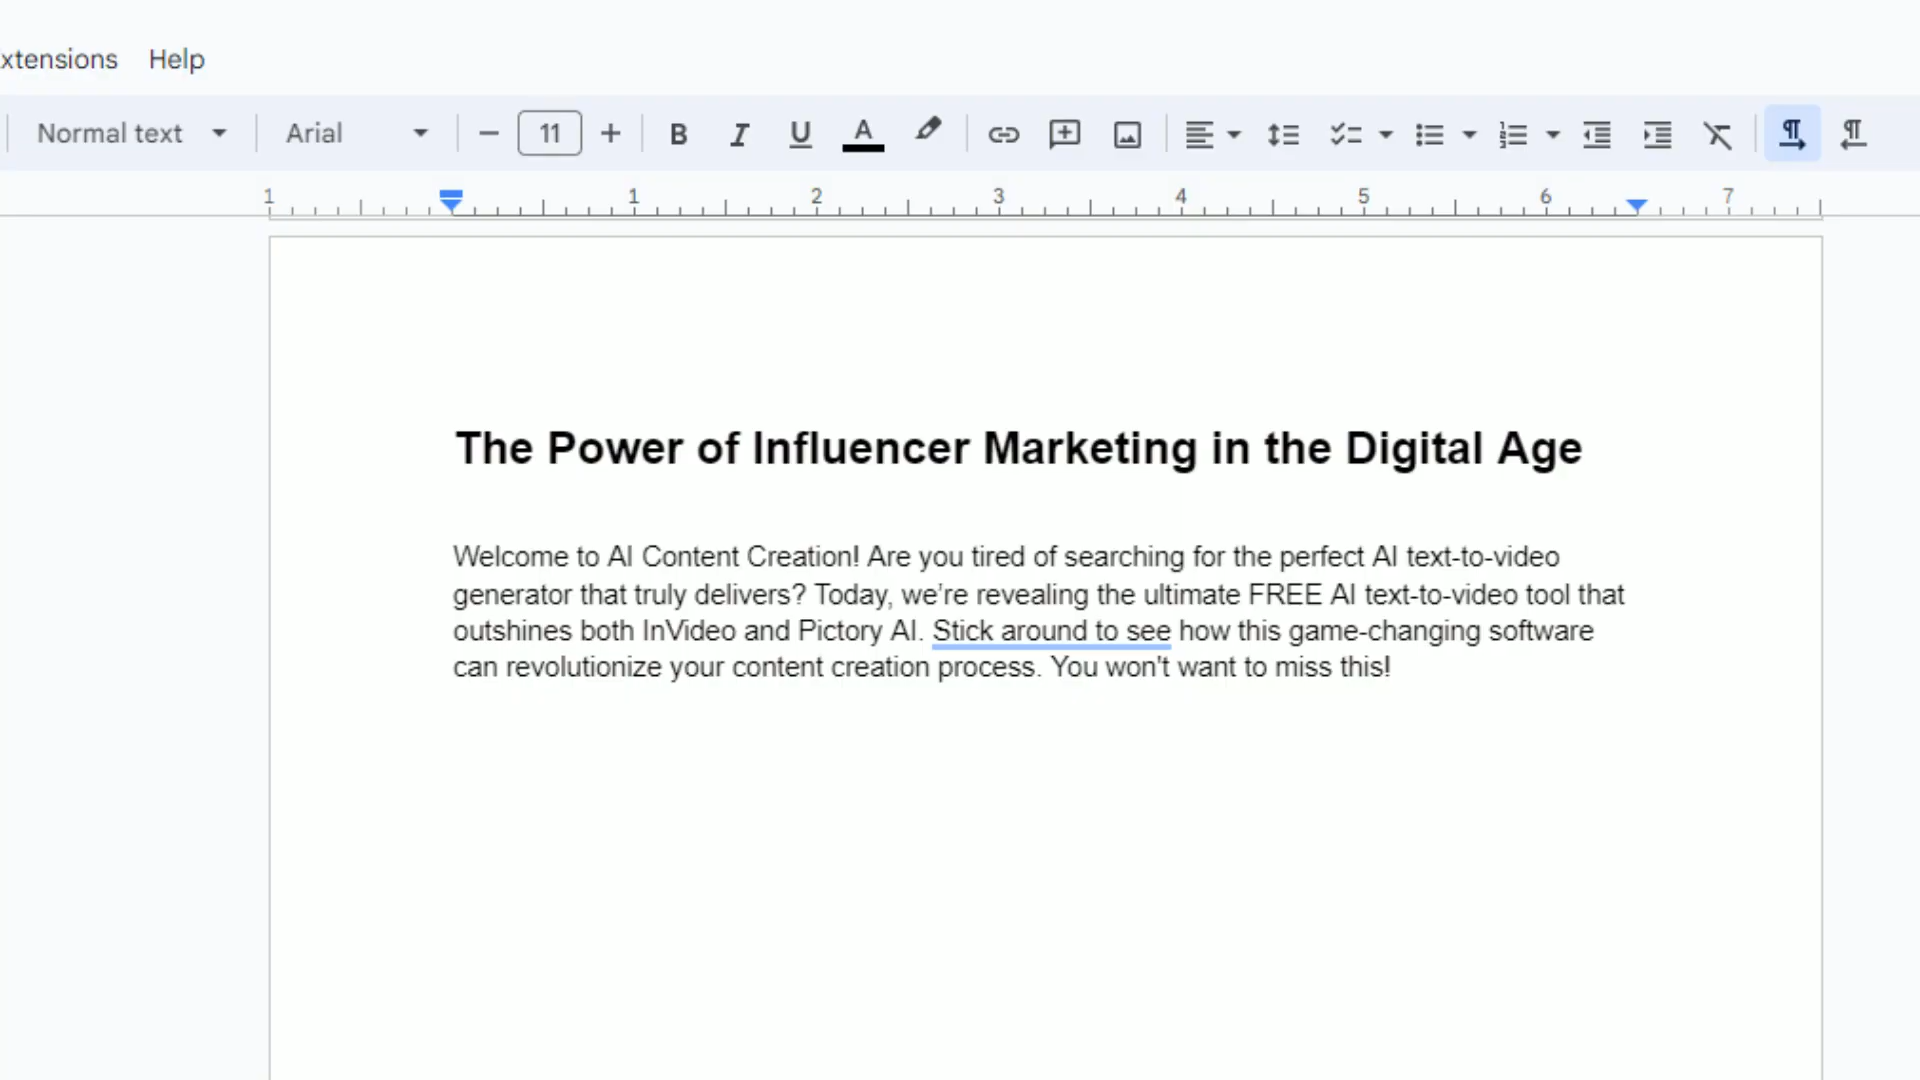 xtensions Help
Normal text Arial 11 B I U A
1 1 2 3 4 5 6 7
The Power of Influencer Marketing in the Digital Age
Welcome to AI Content Creation! Are you tired of searching for the perfect AI text-to-video
generator that truly delivers? Today, we're revealing the ultimate FREE AI text-to-video tool that
outshines both InVideo and Pictory AI. Stick around to see how this game-changing software
can revolutionize your content creation process. You won't want to miss this!